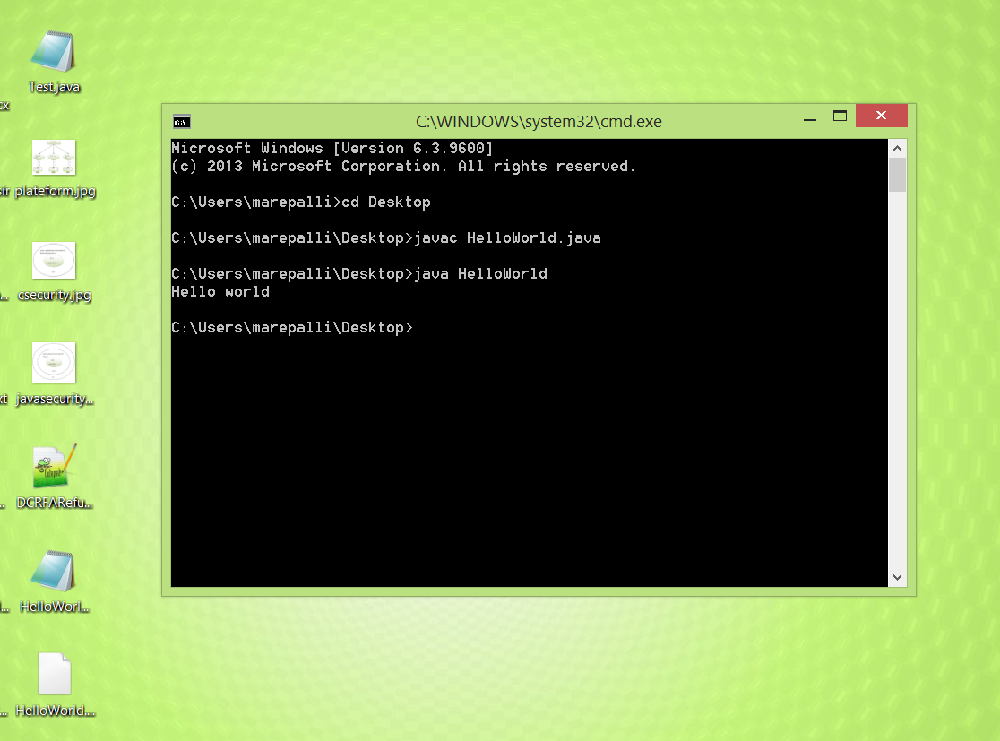 Test.java
cx
plateform.jpg
sir
csecurity.jpg
...
javasecurity...
xt
DCRFARefu...
...
HelloWorl...
HelloWorld....
...
C:\WINDOWS\system32\cmd.exe
Microsoft Windows [Version 6.3.9600]
(c) 2013 Microsoft Corporation. All rights reserved.
C:\Users\marepalli>cd Desktop
C:\Users\marepalli\Desktop>javac HelloWorld.java
C:\Users\marepalli\Desktop>java HelloWorld
Hello world
C:\Users\marepalli\Desktop>